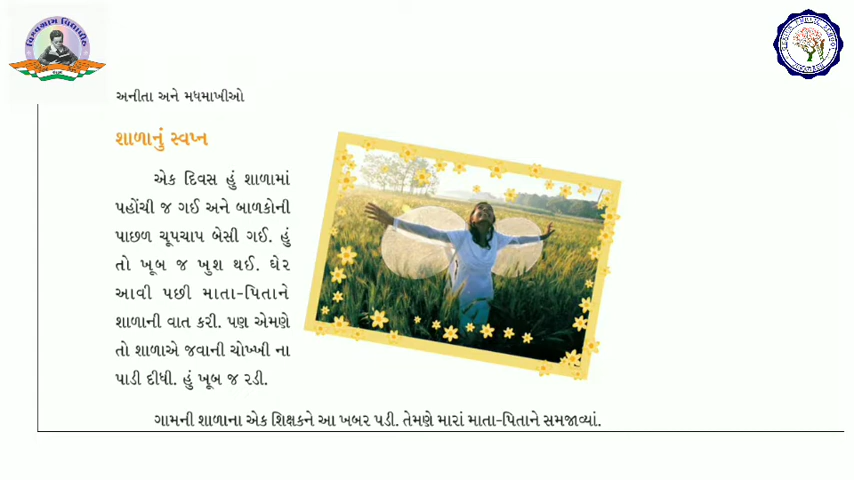 અનીતા અને મધમાખીઓ
શાળાનું સ્વપ્ન
એક દિવસ હું શાળામાં
પહોંચી જ ગઈ અને બાળકોની
પાછળ ચૂપચાપ બેસી ગઈ. હું
તો ખૂબ જ ખુશ થઈ. ઘેર
આવી પછી માતા-પિતાને
શાળાની વાત કરી. પણ એમણે
તો શાળાએ જવાની ચોખ્ખી ના
પાડી દીધી. હું ખૂબ જ રડી.
ગામની શાળાના એક શિક્ષકને આ ખબર પડી. તેમણે મારાં માતા-પિતાને સમજાવ્યાં.